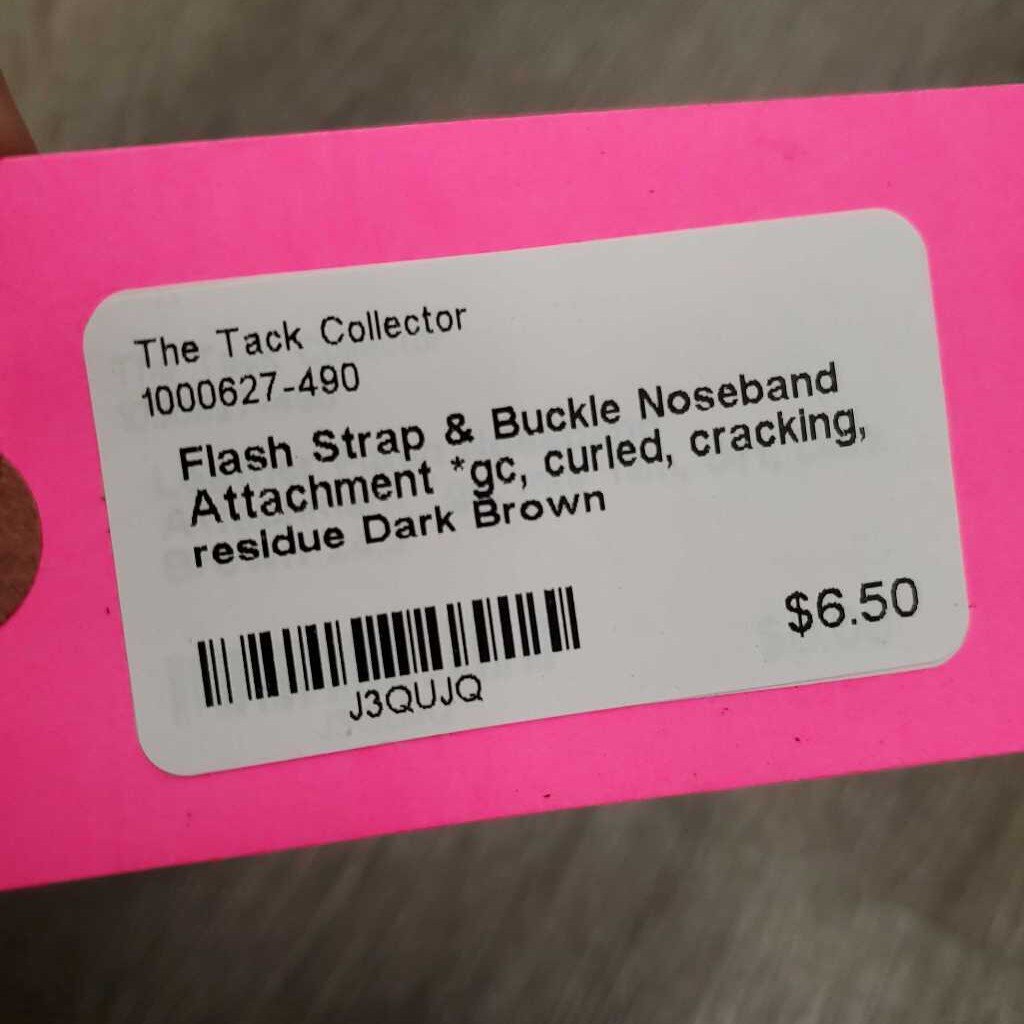 The Tack Collector
1000627-490
Flash Strap & Buckle Noseband
Attachment *gc, curled, cracking,
residue Dark Brown
$6.50
J3QUJQ